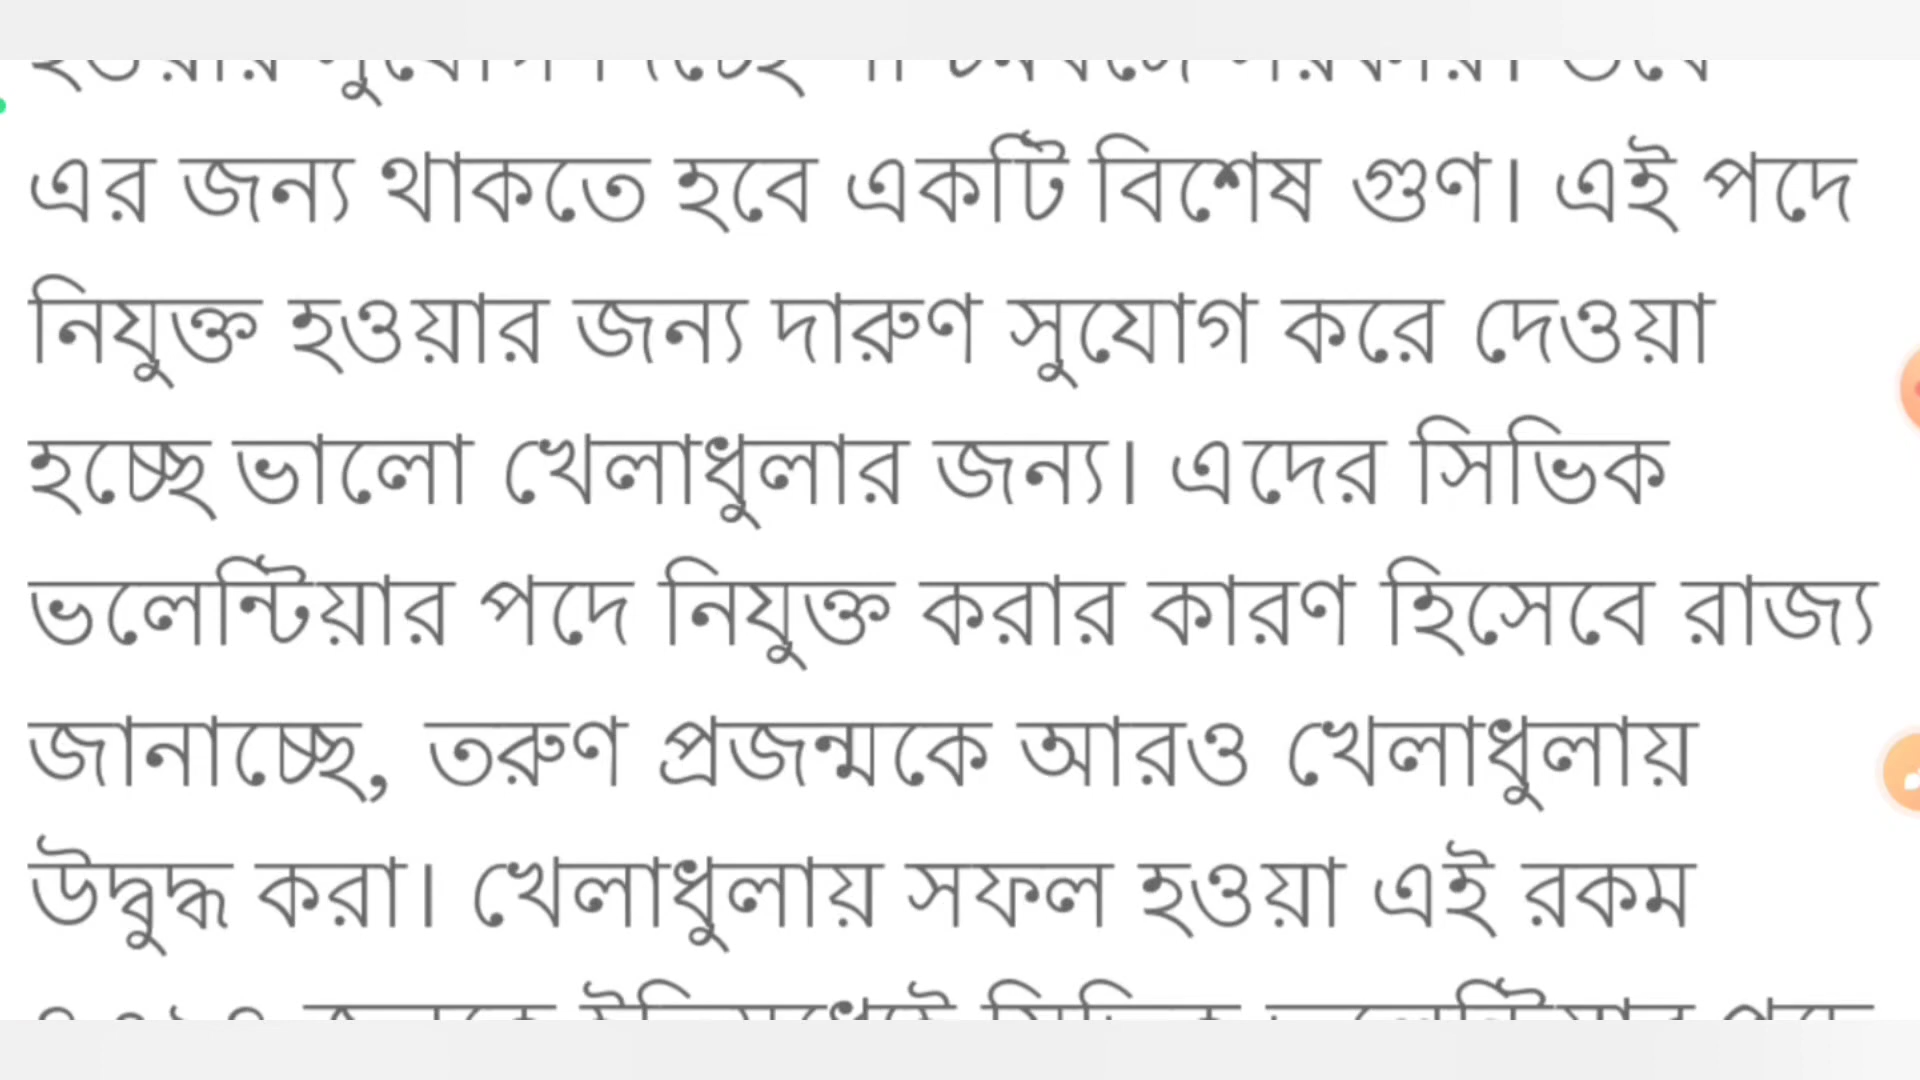 এর জন্য থাকতে হবে একটি বিশেষ গুণ। এই পদে
নিযুক্ত হওয়ার জন্য দারুণ সুযোগ করে দেওয়া
হচ্ছে ভালো খেলাধুলার জন্য। এদের সিভিক
ভলেন্টিয়ার পদে নিযুক্ত করার কারণ হিসেবে রাজ্য
জানাচ্ছে, তরুণ প্রজন্মকে আরও খেলাধুলায়
উদ্বুদ্ধ করা। খেলাধুলায় সফল হওয়া এই রকম